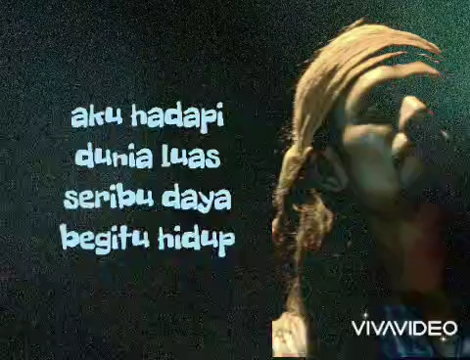 aku hadapi
dunia luas
seribu daya
begitu hidup
VIVAVIDEO